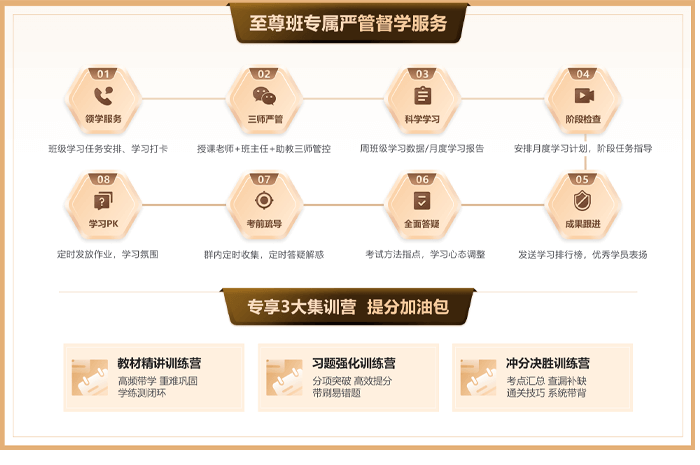 至尊班专属严管督学服务
01
领学服务
班级学习任务安排、学习打卡
02
三师严管
授课老师+班主任+助教三师管控
03
科学学习
周班级学习数据/月度学习报告
04
阶段检查
安排月度学习计划，阶段任务指导
08
学习PK
定时发放作业，学习氛围
07
考前疏导
群内定时收集，定时答疑解惑
06
全面答疑
考试方法指点，学习心态调整
05
成果跟进
发送学习排行榜，优秀学员表扬
专享3大集训营 提分加油包
教材精讲训练营
高频带学 重难巩固
学练测闭环
习题强化训练营
分项突破 高效提分
带刷易错题
冲分决胜训练营
考点汇总 查漏补缺
通关技巧 系统带背